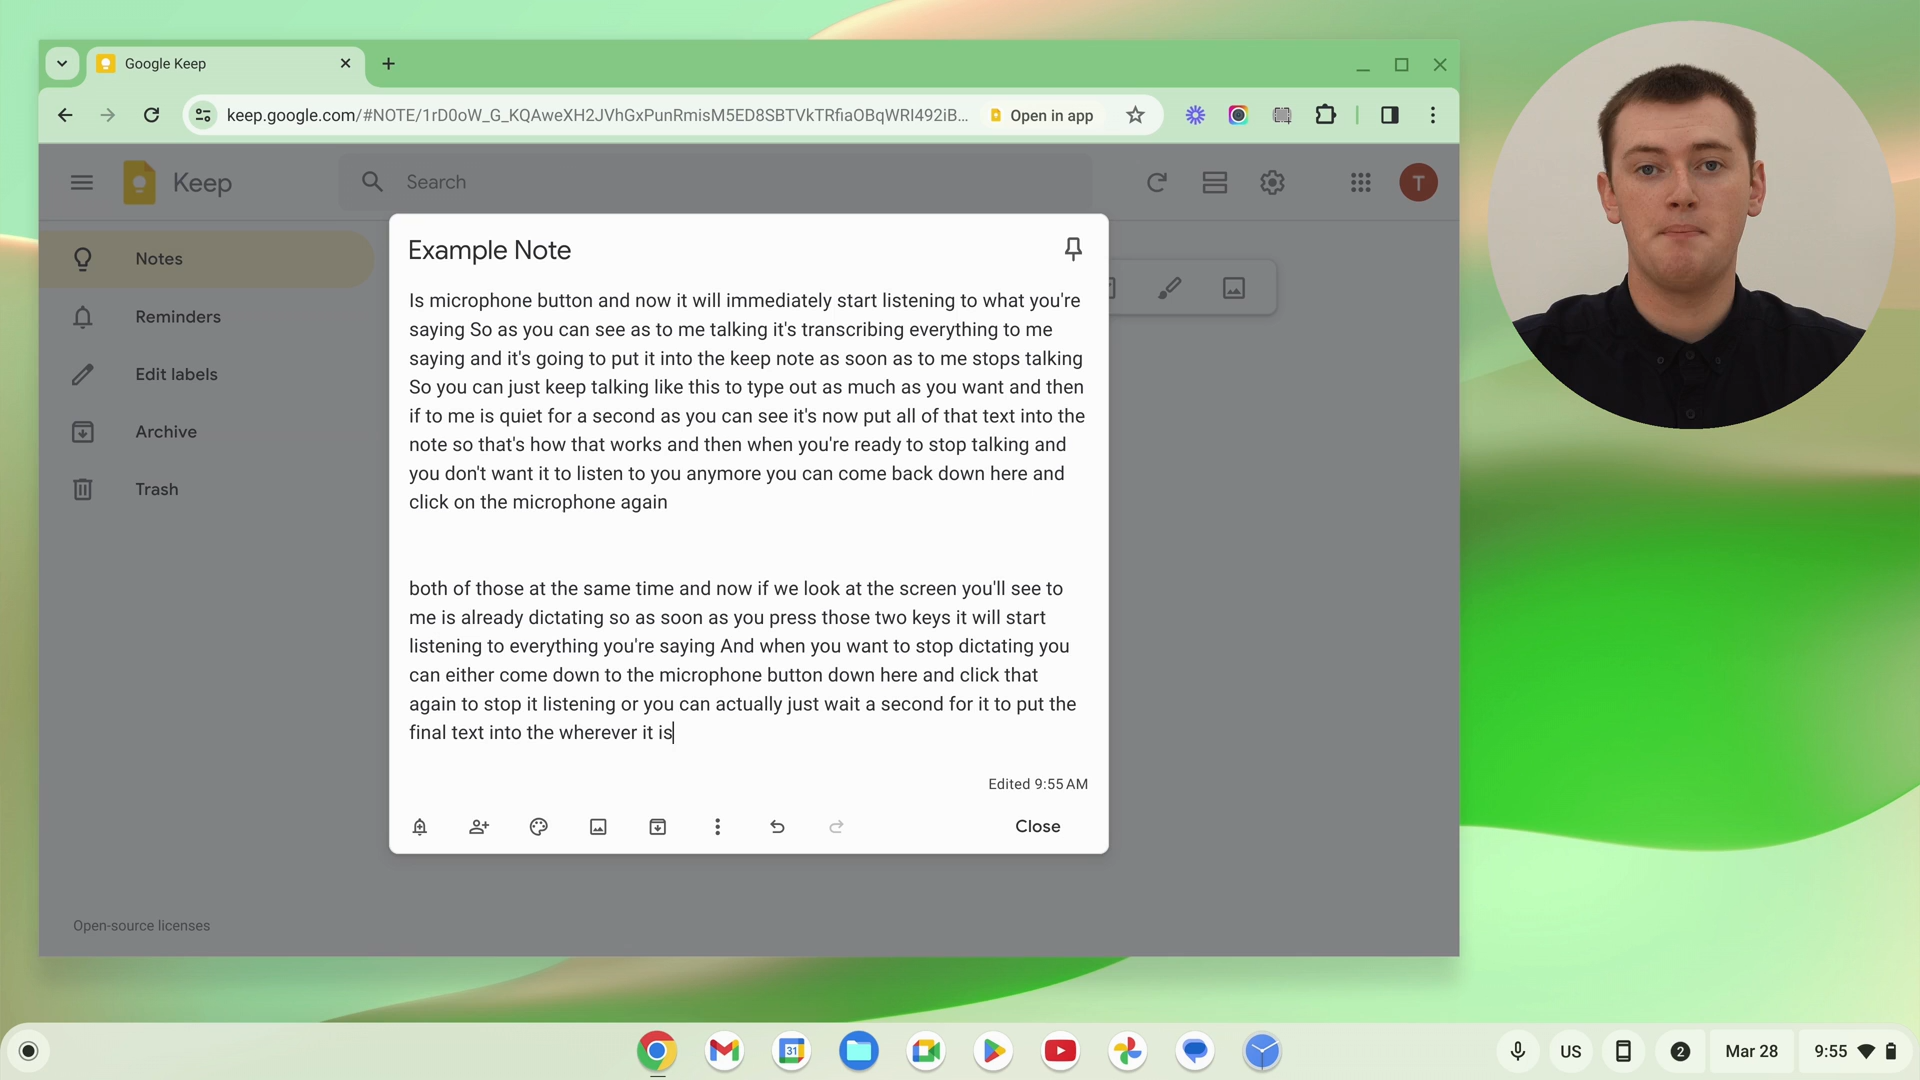 Google Keep
keep.google.com/#NOTE/1rD0oW_G_KQAweXH2JVhGxPunRmisM5ED8SBTVkTRfiaOBqWRI492iB...
Open in app
Keep
Search
T
Notes
Reminders
Edit labels
Archive
Trash
Example Note
Is microphone button and now it will immediately start listening to what you're
saying So as you can see as to me talking it's transcribing everything to me
saying and it's going to put it into the keep note as soon as to me stops talking
So you can just keep talking like this to type out as much as you want and then
if to me is quiet for a second as you can see it's now put all of that text into the
note so that's how that works and then when you're ready to stop talking and
you don't want it to listen to you anymore you can come back down here and
click on the microphone again
both of those at the same time and now if we look at the screen you'll see to
me is already dictating so as soon as you press those two keys it will start
listening to everything you're saying And when you want to stop dictating you
can either come down to the microphone button down here and click that
again to stop it listening or you can actually just wait a second for it to put the
final text into the wherever it is
Edited 9:55 AM
Close
Open-source licenses
31
US
2
Mar 28
9:55